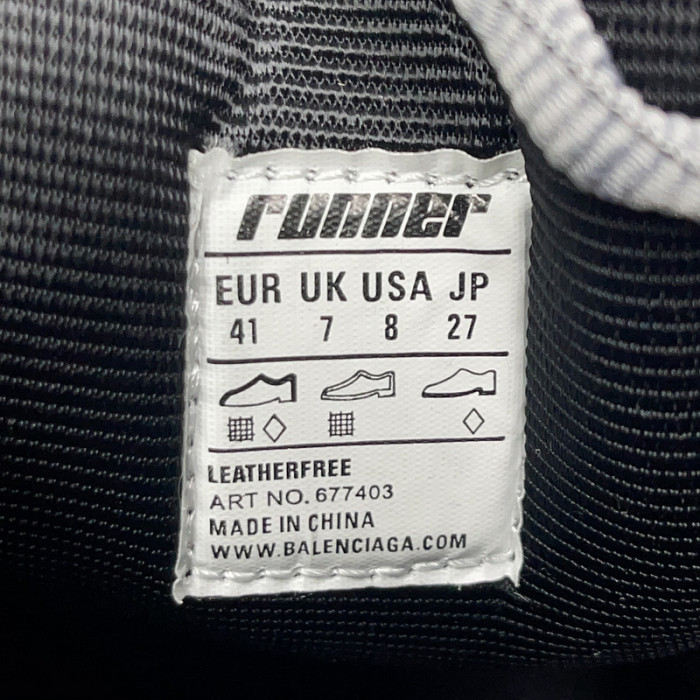 runner
EUR UK USA JP
41 7 8 27
LEATHERFREE
ART NO. 677403
MADE IN CHINA
WWW.BALENCIAGA.COM